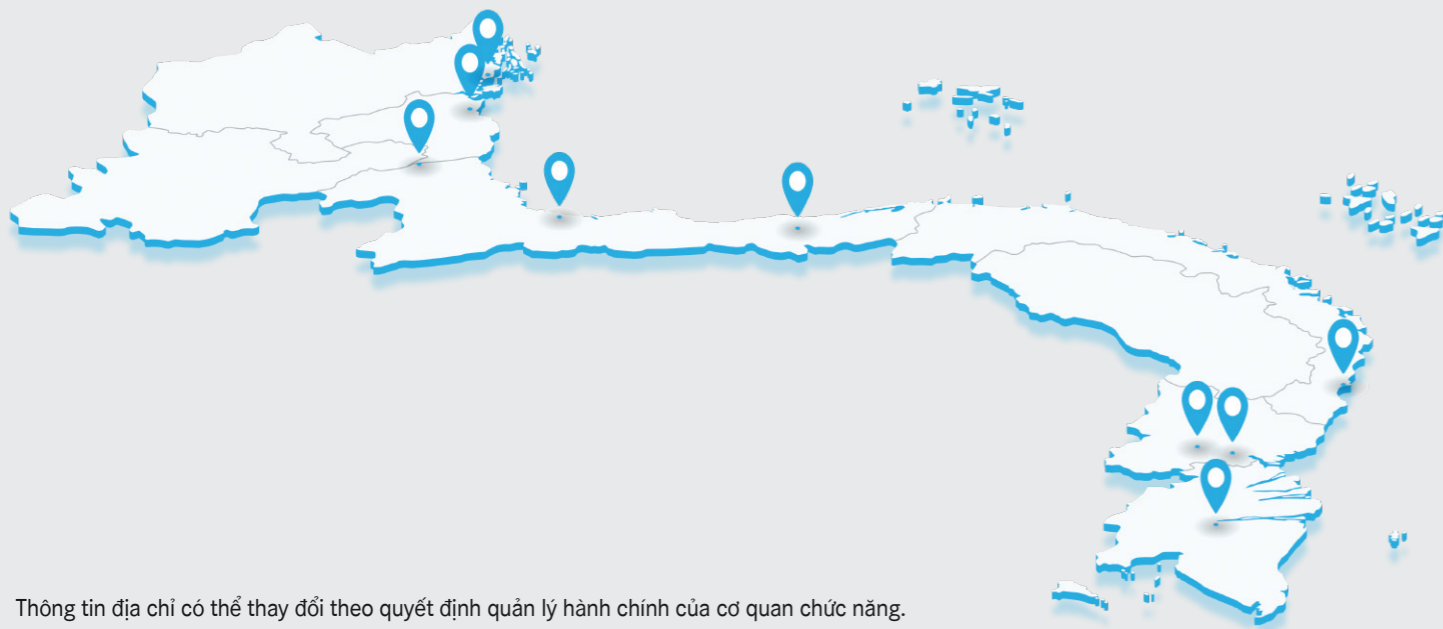 Thông tin địa chỉ có thể thay đổi theo quyết định quản lý hành chính của cơ quan chức năng.